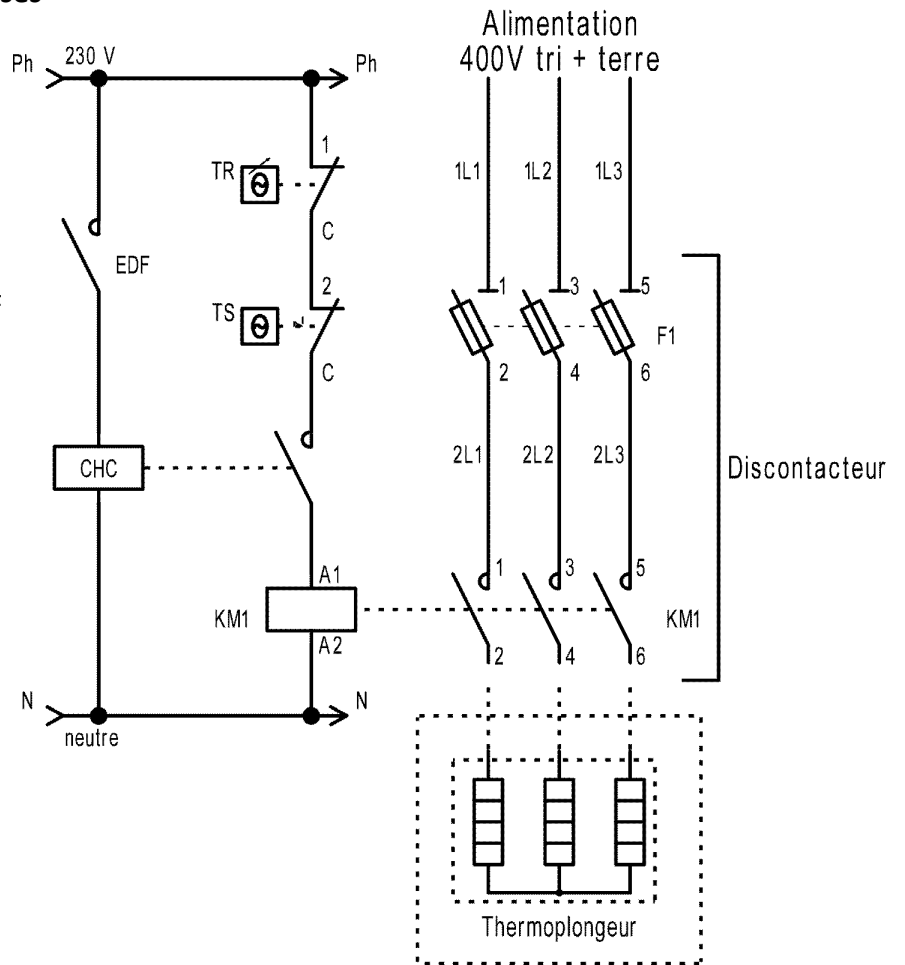 Alimentation
400V tri + terre
Ph
230 V
Ph
1
TR
C
EDF
2
TS
C
CHC
A1
KM1
A2
N
neutre
N
1L1
1L2
1L3
1
3
5
F1
2
4
6
2L1
2L2
2L3
Discontacteur
1
3
5
KM1
2
4
6
Thermoplongeur